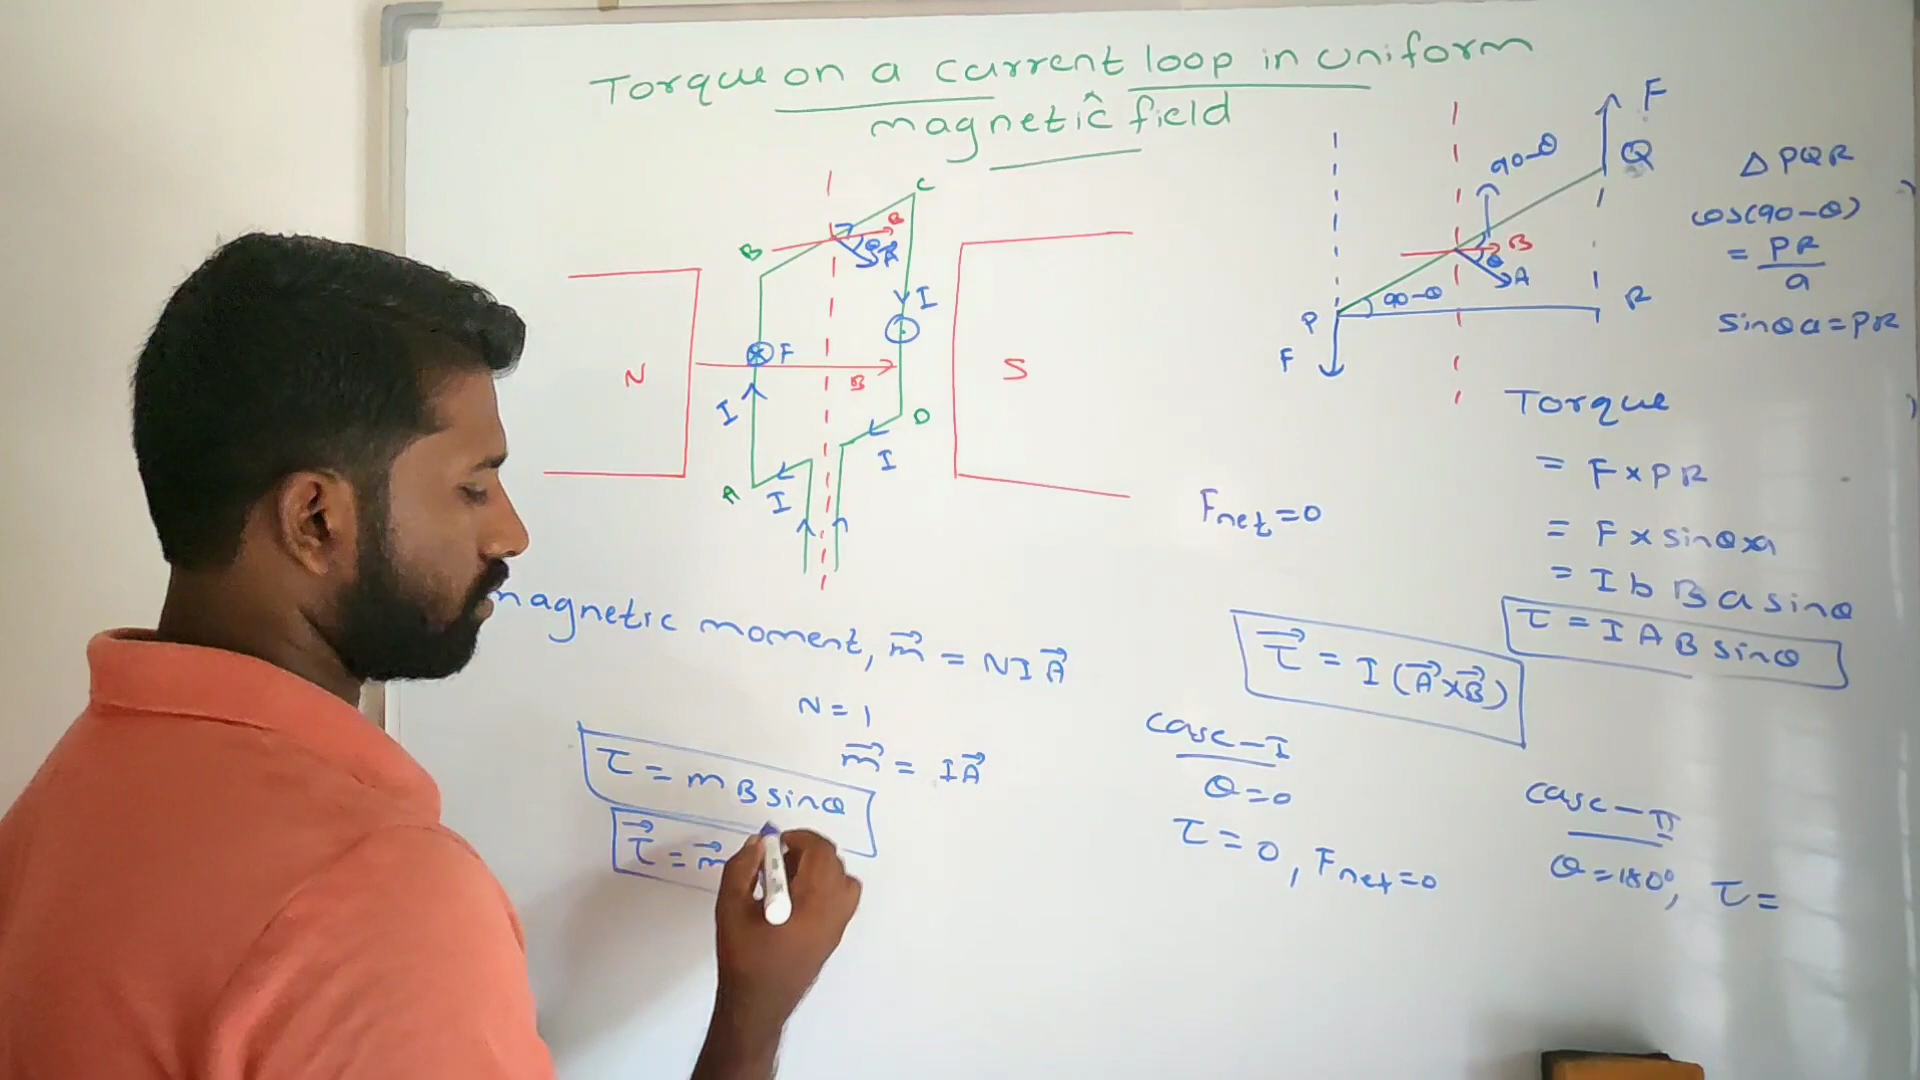 Torque on a current loop in uniform
magnetic field
C
B
B
θ
A
I
N
F
B
S
I
D
I
A
I
F
Q
90-θ
B
θ
A
90-θ
P
R
F
Δ PQR
cos(90-θ)
= PR
a
sinθ a = PR
Torque
= F × PR
= F × sinθ × a
= I b B a sinθ
τ = I A B sinθ
Fnet = 0
τ⃗ = I (A⃗ × B⃗)
magnetic moment, m⃗ = N I A⃗
N = 1
m⃗ = I A⃗
τ = m B sinθ
τ⃗ = m⃗
case - I
θ = 0
τ = 0, Fnet = 0
case - II
θ = 180°, τ =